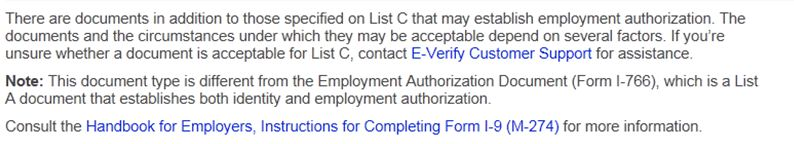 There are documents in addition to those specified on List C that may establish employment authorization. The
documents and the circumstances under which they may be acceptable depend on several factors. If you're
unsure whether a document is acceptable for List C, contact E-Verify Customer Support for assistance.
Note: This document type is different from the Employment Authorization Document (Form I-766), which is a List
A document that establishes both identity and employment authorization.
Consult the Handbook for Employers, Instructions for Completing Form I-9 (M-274) for more information.